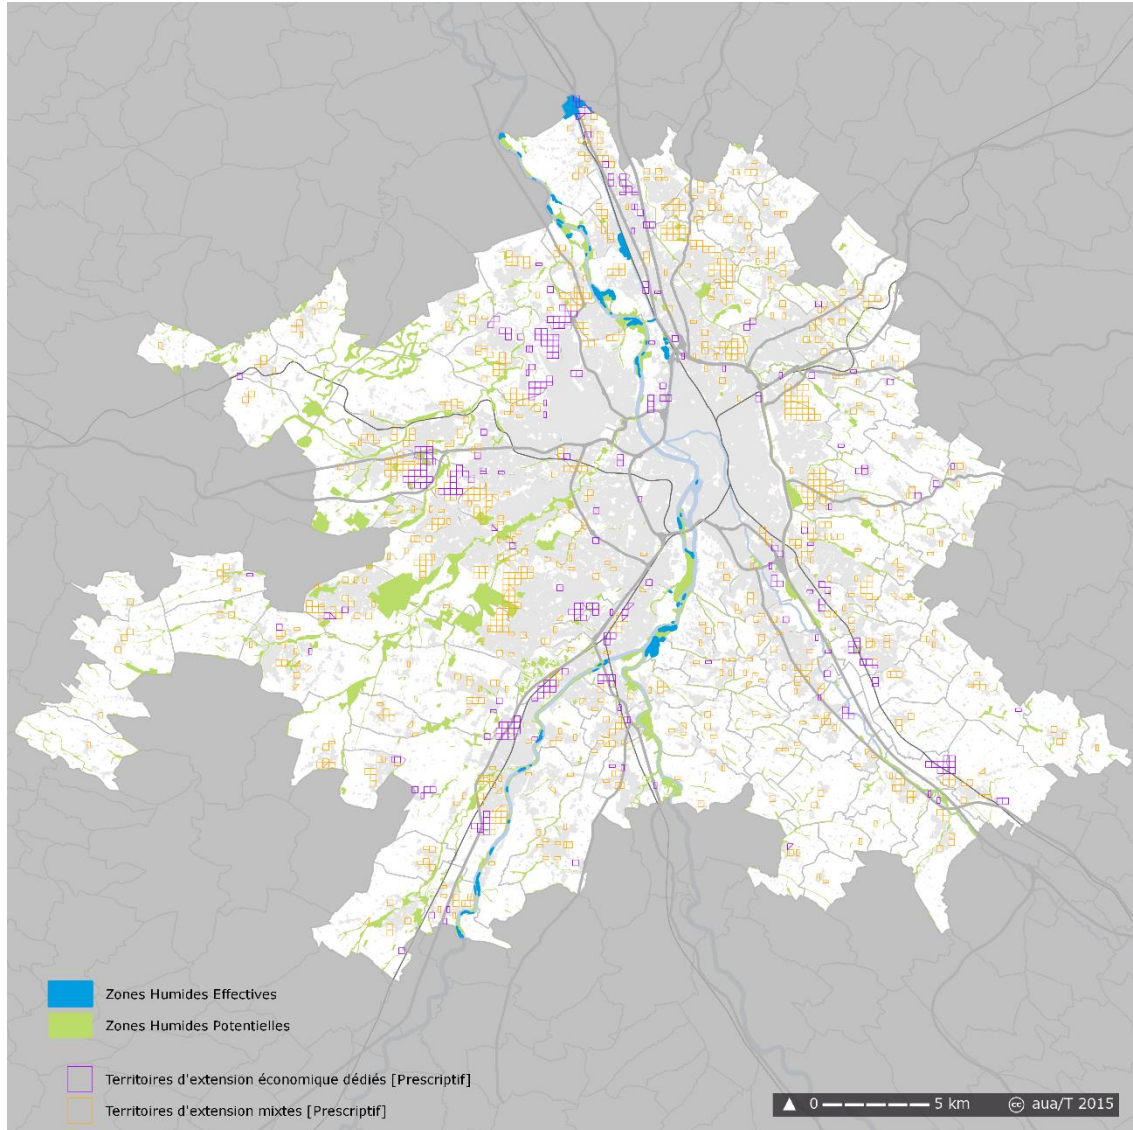 Zones Humides Effectives
Zones Humides Potentielles
Territoires d'extension économique dédiés [Prescriptif]
Territoires d'extension mixtes [Prescriptif]
0 5 km cc aua/T 2015